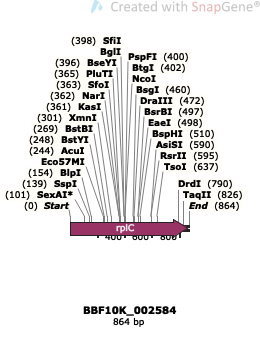 Created with SnapGene®
(398) SfiI
BglI
(396) BseYI
(365) PluTI
(363) SfoI
(362) NarI
(361) KasI
(301) XmnI
(269) BstBI
(248) BstYI
(244) AcuI
Eco57MI
(154) BlpI
(139) SspI
(101) SexAI*
(0) Start
PspFI (400)
BtgI (402)
NcoI
BsgI (460)
DraIII (472)
BsrBI (497)
EaeI (498)
BspHI (510)
AsiSI (590)
RsrII (595)
TsoI (637)
DrdI (790)
TaqII (826)
End (864)
rplC
400 600 800
BBF10K_002584
864 bp